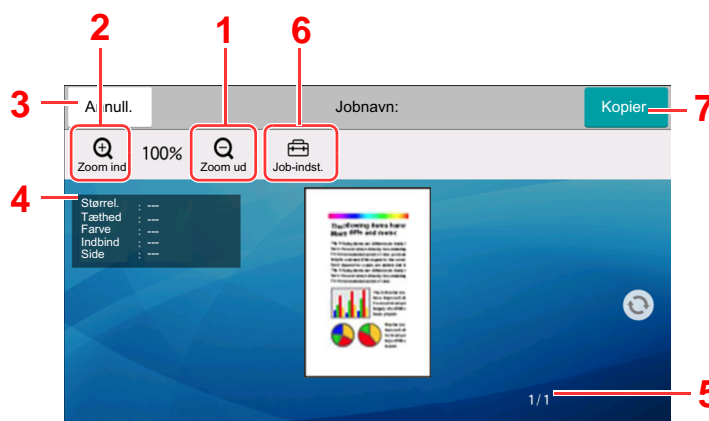 2 1 6
3 Annull. Jobnavn: Kopier 7
Zoom ind 100% Zoom ud Job-indst.
4
Størrel. : ---
Tæthed : ---
Farve : ---
Indbind : ---
Side : ---
1/1 5